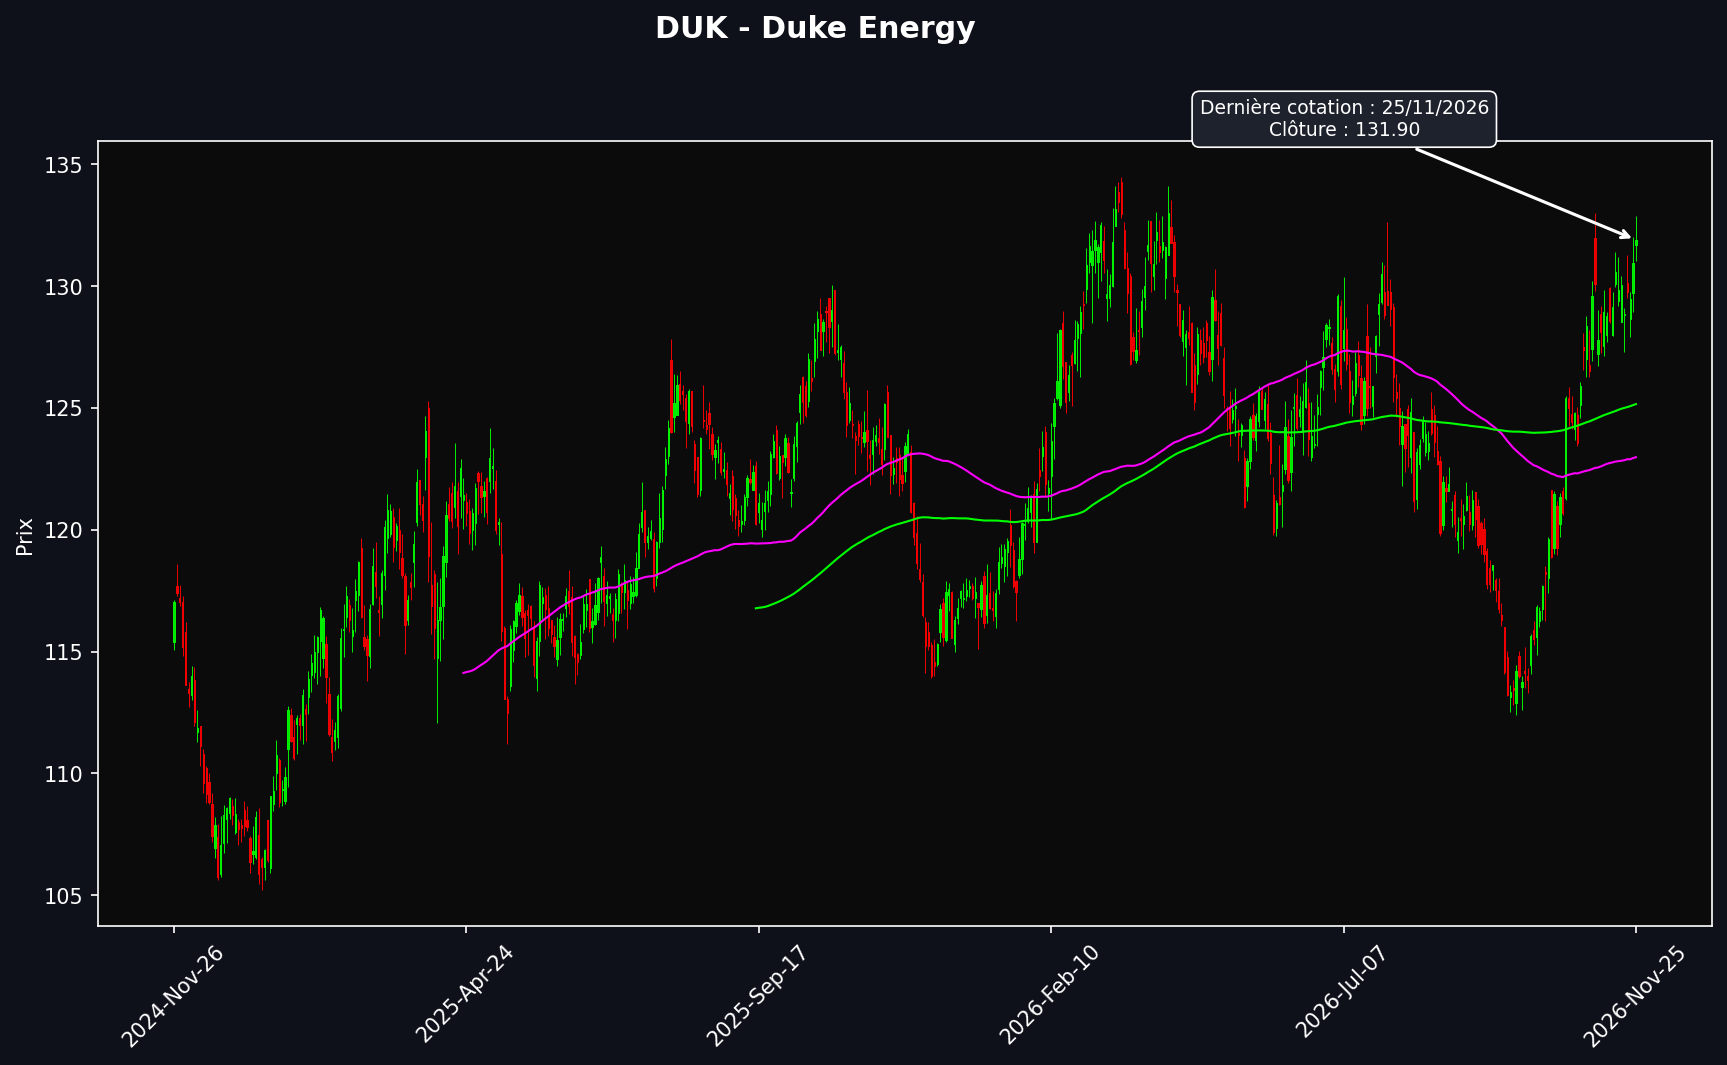 DUK - Duke Energy
Dernière cotation : 25/11/2026
Clôture : 131.90
135
130
125
120
115
110
105
Prix
2024-Nov-26
2025-Apr-24
2025-Sep-17
2026-Feb-10
2026-Jul-07
2026-Nov-25